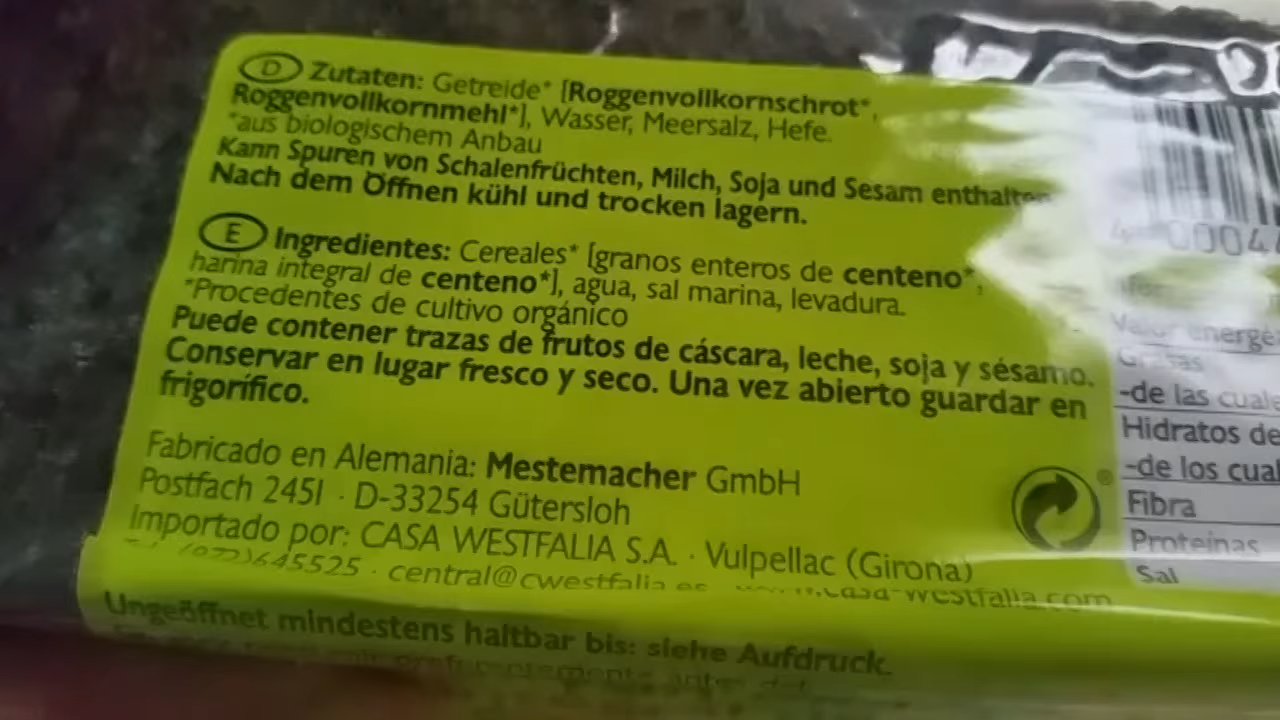 D Zutaten: Getreide* [Roggenvollkornschrot*,
Roggenvollkornmehl*], Wasser, Meersalz, Hefe.
*aus biologischem Anbau
Kann Spuren von Schalenfrüchten, Milch, Soja und Sesam enthalten
Nach dem Öffnen kühl und trocken lagern.
E Ingredientes: Cereales* [granos enteros de centeno*,
harina integral de centeno*], agua, sal marina, levadura.
*Procedentes de cultivo orgánico
Puede contener trazas de frutos de cáscara, leche, soja y sésamo.
Conservar en lugar fresco y seco. Una vez abierto guardar en
frigorífico.
Fabricado en Alemania: Mestemacher GmbH
Postfach 2451 · D-33254 Gütersloh
Importado por: CASA WESTFALIA S.A. · Vulpellac (Girona)
(972)645525 · central@cwestfalia.es www.casa-westfalia.com
Ungeöffnet mindestens haltbar bis: siehe Aufdruck.
Valor energé
Grasas
-de las cuale
Hidratos de
-de los cual
Fibra
Proteínas
Sal